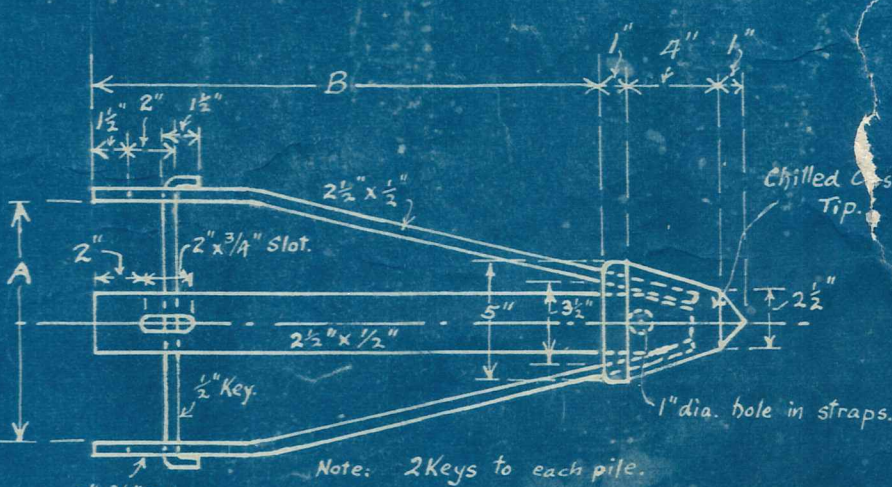 B
1" 4" 1"
1½" 2" 1½"
2½" x ½"
Chilled
Tip.
A
2" 2" x ¾" Slot.
5" 3½" 2½"
2½" x ½"
½" Key.
1" dia. hole in straps.
Note: 2 Keys to each pile.